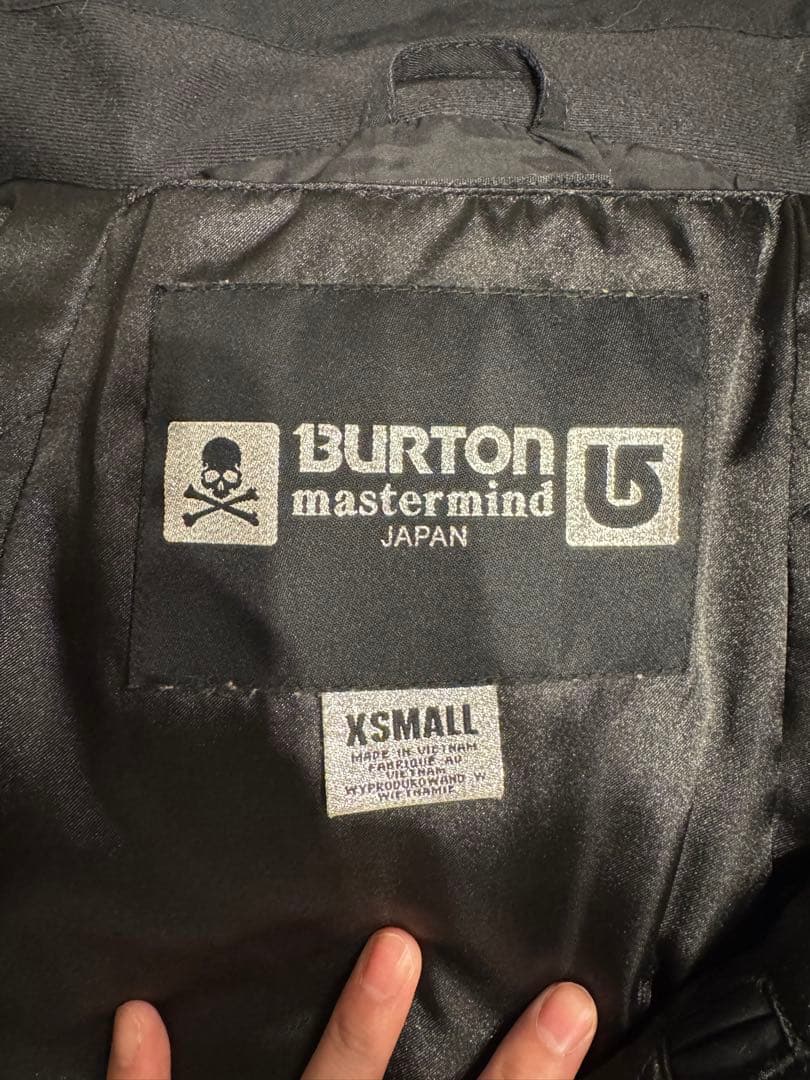 BURTON
mastermind
JAPAN
XSMALL
MADE IN VIETNAM
FABRIQUE AU
VIETNAM
WYPRODUKOWANO W
WIETNAMIE